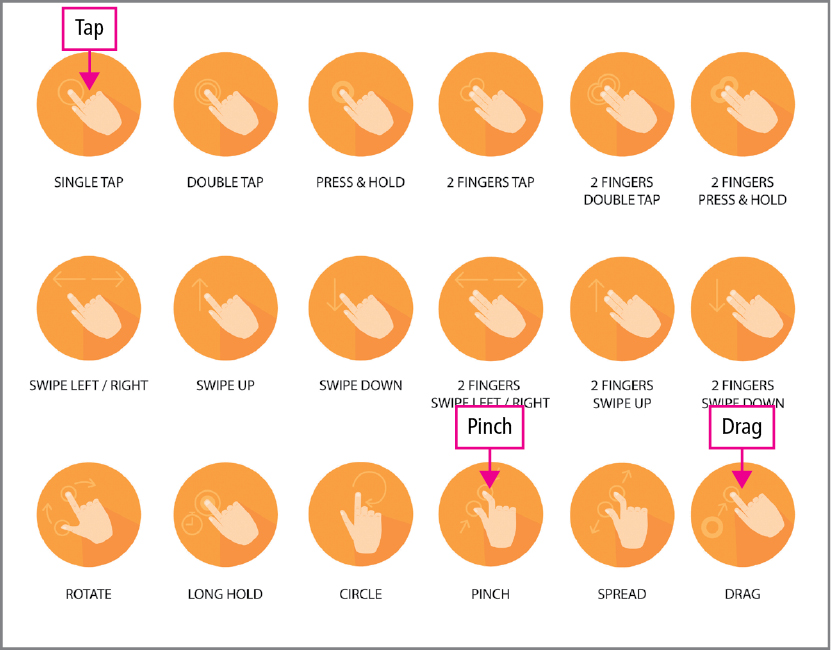 Tap
SINGLE TAP
DOUBLE TAP
PRESS & HOLD
2 FINGERS TAP
2 FINGERS
DOUBLE TAP
2 FINGERS
PRESS & HOLD
SWIPE LEFT / RIGHT
SWIPE UP
SWIPE DOWN
2 FINGERS
SWIPE LEFT / RIGHT
2 FINGERS
SWIPE UP
2 FINGERS
SWIPE DOWN
Pinch
Drag
ROTATE
LONG HOLD
CIRCLE
PINCH
SPREAD
DRAG